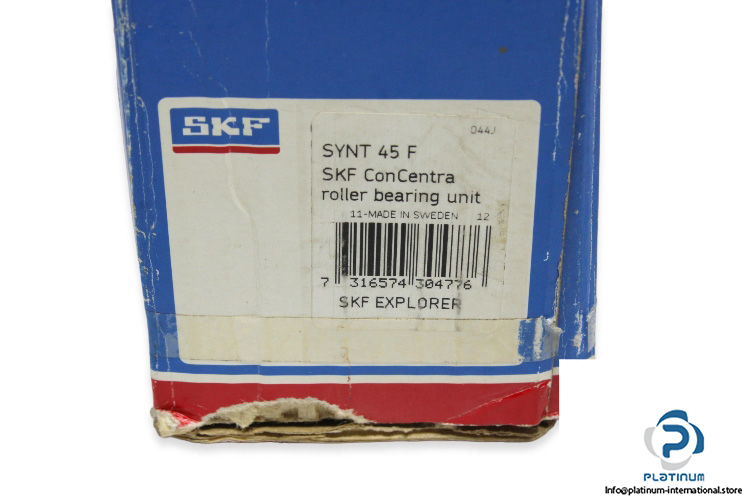 SKF
044J
SYNT 45 F
SKF ConCentra
roller bearing unit
11-MADE IN SWEDEN 12
7 316574 304776
SKF EXPLORER
PLATINUM
Info@platinum-international.store